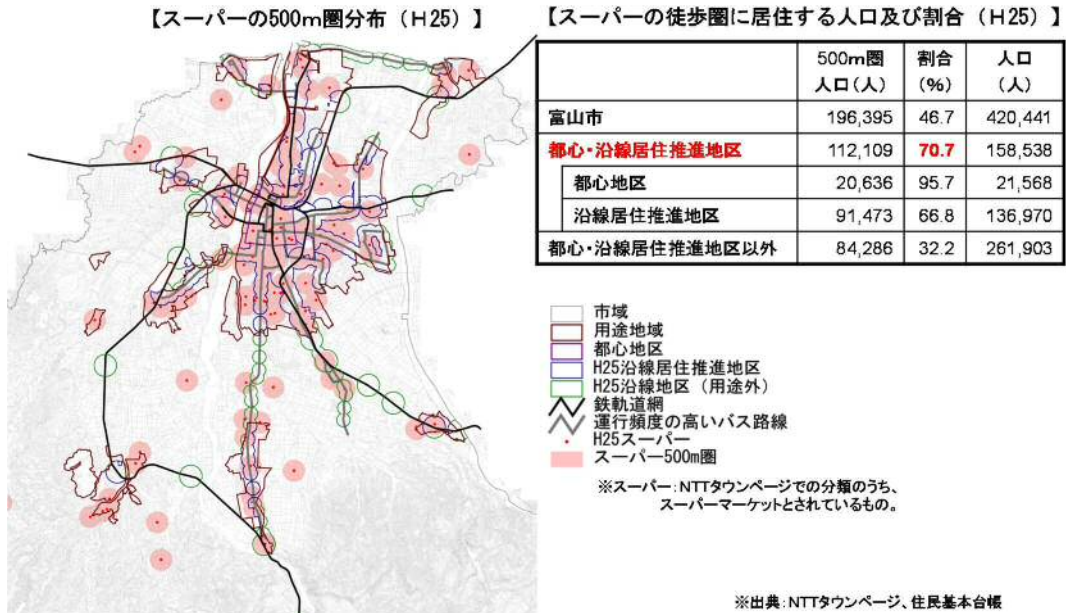 【スーパーの500m圏分布（H25）】
【スーパーの徒歩圏に居住する人口及び割合（H25）】
500m圏 割合 人口
人口(人) (%) (人)
富山市 196,395 46.7 420,441
都心・沿線居住推進地区 112,109 70.7 158,538
都心地区 20,636 95.7 21,568
沿線居住推進地区 91,473 66.8 136,970
都心・沿線居住推進地区以外 84,286 32.2 261,903
市域
用途地域
都心地区
H25沿線居住推進地区
H25沿線地区（用途外）
鉄軌道網
運行頻度の高いバス路線
H25スーパー
スーパー500m圏
※スーパー：NTTタウンページでの分類のうち、
スーパーマーケットとされているもの。
※出典：NTTタウンページ、住民基本台帳